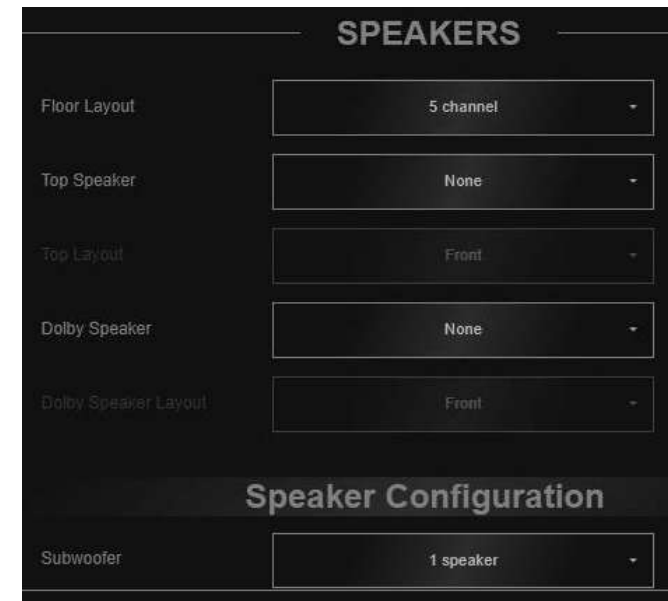 SPEAKERS
Floor Layout 5 channel
Top Speaker None
Top Layout Front
Dolby Speaker None
Dolby Speaker Layout Front
Speaker Configuration
Subwoofer 1 speaker